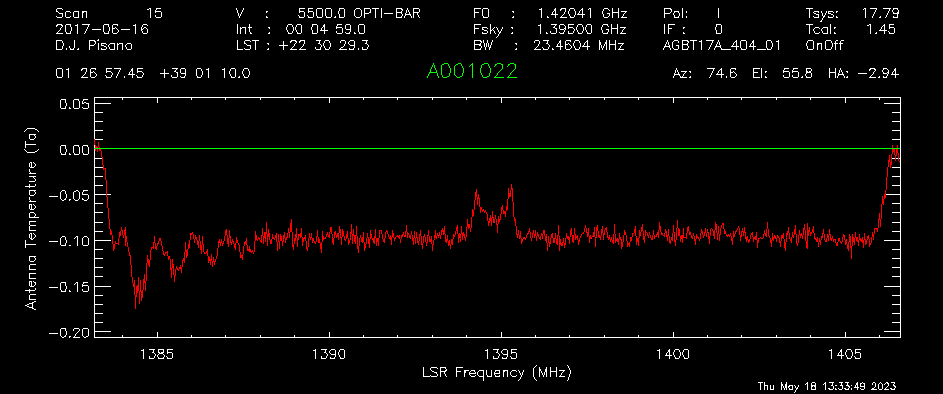 Scan 15 V : 5500.0 OPTI-BAR F0 : 1.42041 GHz Pol: I Tsys: 17.79
2017-06-16 Int : 00 04 59.0 Fsky : 1.39500 GHz IF : 0 Tcal: 1.45
D.J. Pisano LST : +22 30 29.3 BW : 23.4604 MHz AGBT17A_404_01 OnOff
01 26 57.45 +39 01 10.0 A001022 Az: 74.6 El: 55.8 HA: -2.94
0.05
0.00
-0.05
-0.10
-0.15
-0.20
Antenna Temperature (Ta)
1385 1390 1395 1400 1405
LSR Frequency (MHz)
Thu May 18 13:33:49 2023